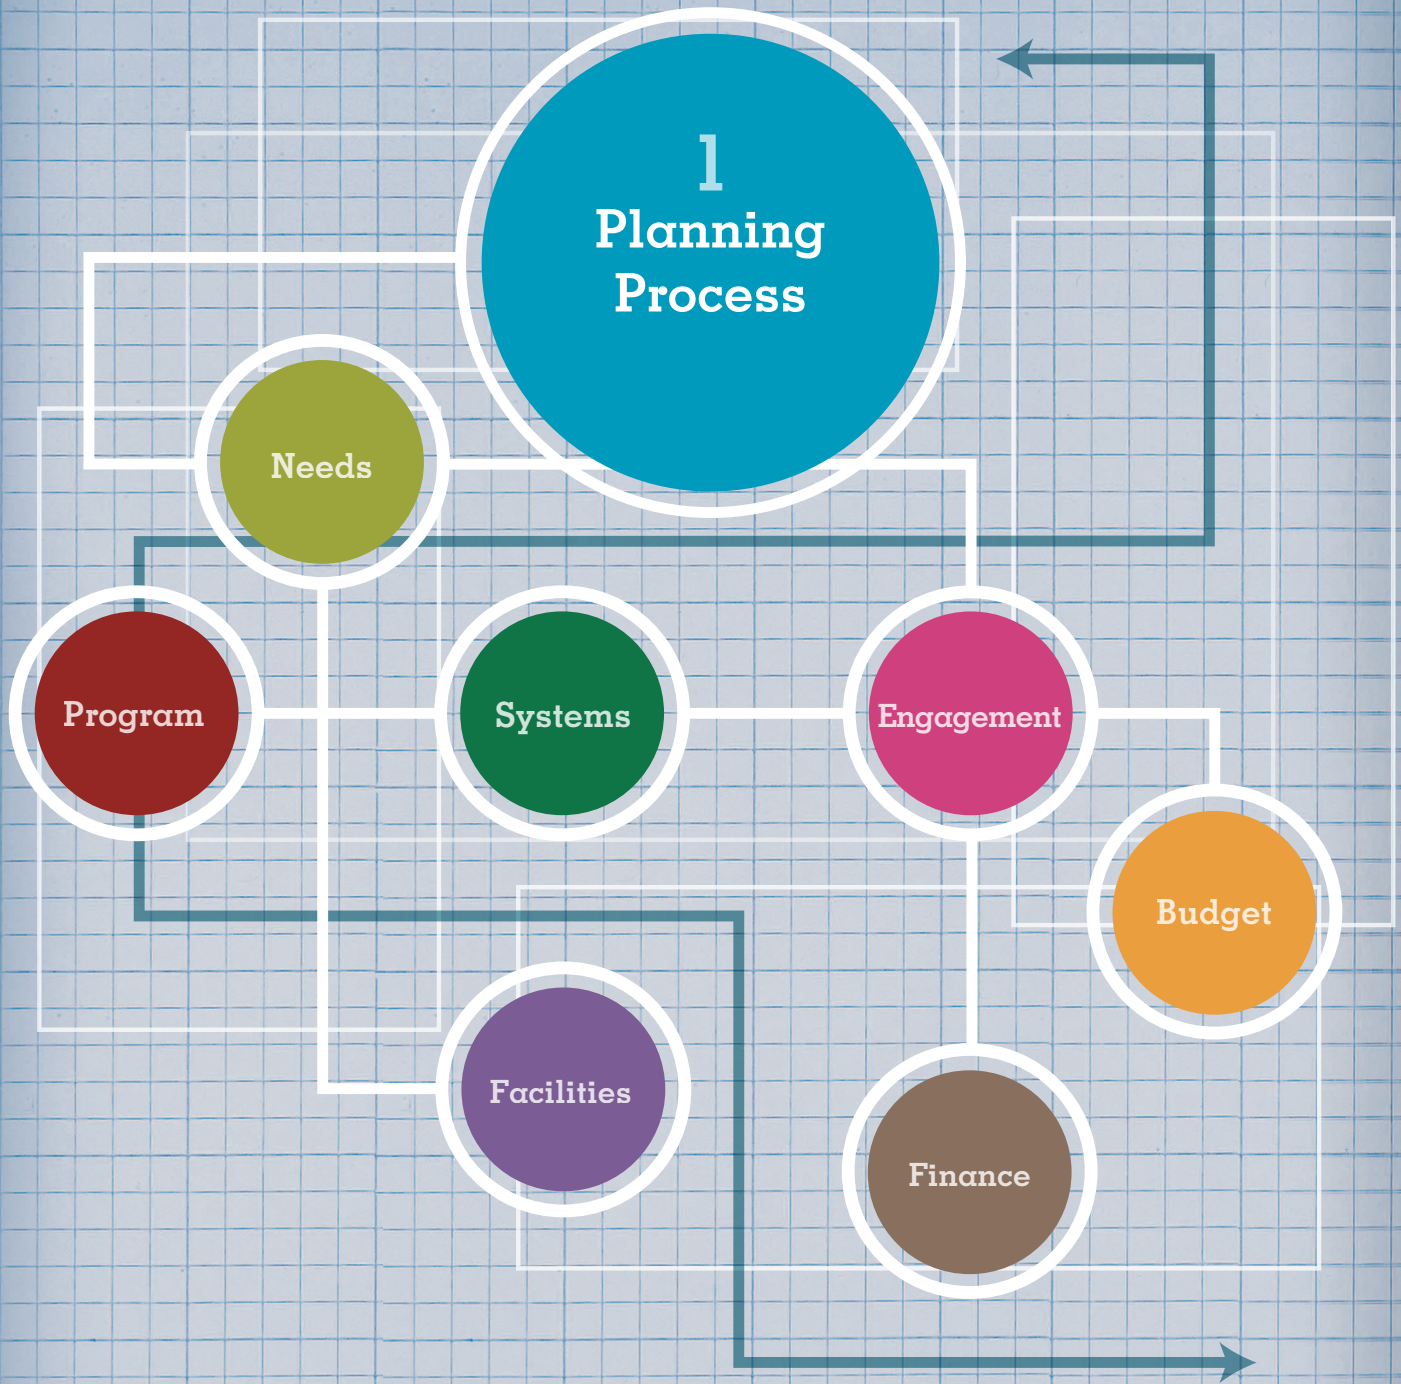 1
Planning
Process
Needs
Program
Systems
Engagement
Budget
Facilities
Finance